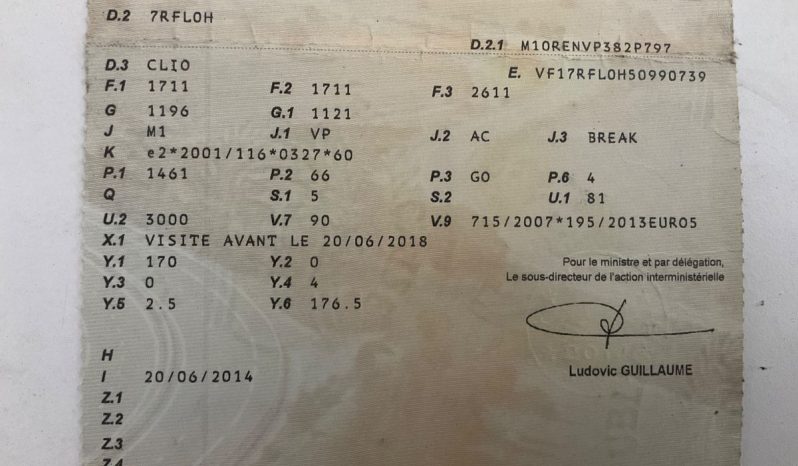 D.2 7RFL0H
D.2.1 M10RENVP382P797
D.3 CLIO
E. VF17RFL0H50990739
F.1 1711 F.2 1711 F.3 2611
G 1196 G.1 1121
J M1 J.1 VP J.2 AC J.3 BREAK
K e2*2001/116*0327*60
P.1 1461 P.2 66 P.3 GO P.6 4
Q S.1 5 S.2 U.1 81
U.2 3000 V.7 90 V.9 715/2007*195/2013EURO5
X.1 VISITE AVANT LE 20/06/2018
Y.1 170 Y.2 0
Y.3 0 Y.4 4
Y.5 2.5 Y.6 176.5
Pour le ministre et par délégation,
Le sous-directeur de l'action interministérielle
Ludovic GUILLAUME
H
I 20/06/2014
Z.1
Z.2
Z.3
Z.4